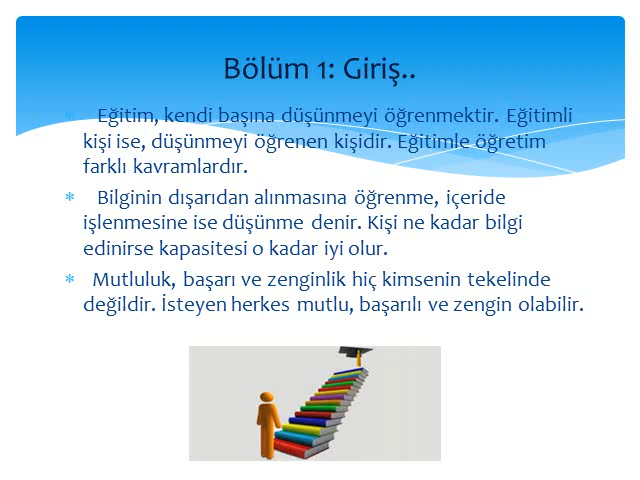 Bölüm 1: Giriş..
* Eğitim, kendi başına düşünmeyi öğrenmektir. Eğitimli
kişi ise, düşünmeyi öğrenen kişidir. Eğitimle öğretim
farklı kavramlardır.
* Bilginin dışarıdan alınmasına öğrenme, içeride
işlenmesine ise düşünme denir. Kişi ne kadar bilgi
edinirse kapasitesi o kadar iyi olur.
* Mutluluk, başarı ve zenginlik hiç kimsenin tekelinde
değildir. İsteyen herkes mutlu, başarılı ve zengin olabilir.